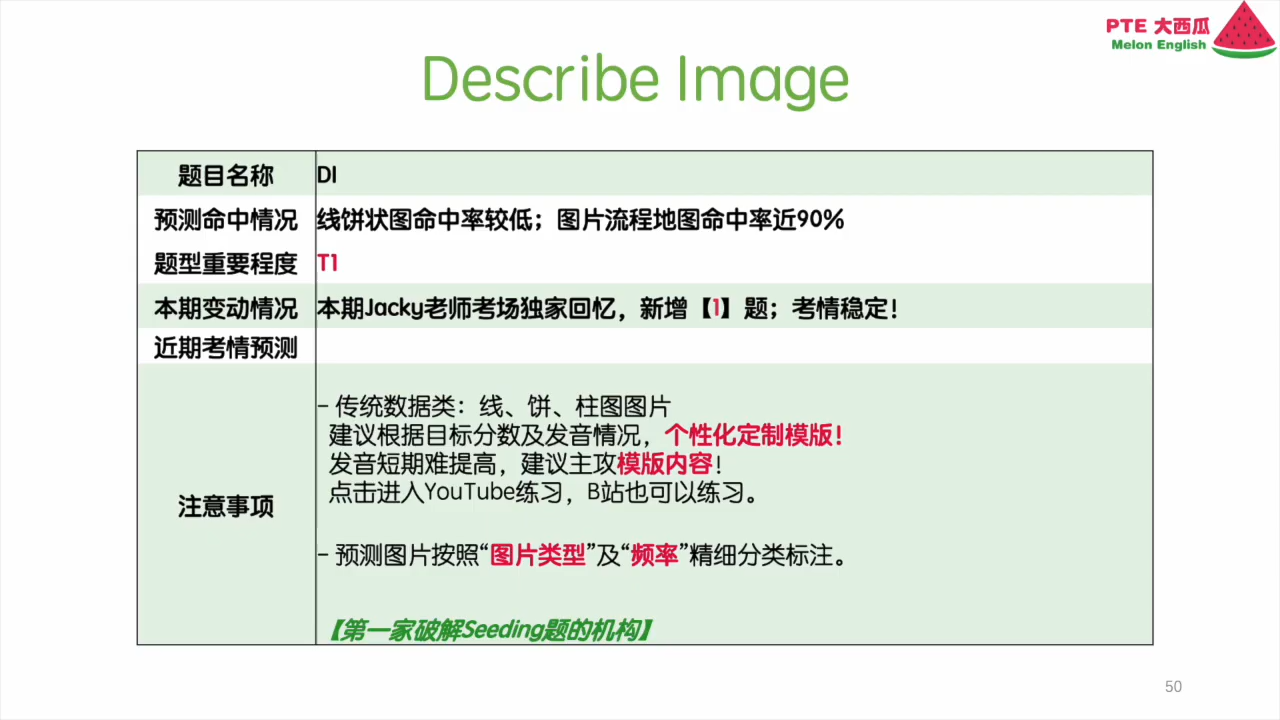 PTE 大西瓜
Melon English
Describe Image
题目名称 DI
预测命中情况 线饼状图命中率较低；图片流程地图命中率近90%
题型重要程度 T1
本期变动情况 本期Jacky老师考场独家回忆，新增【1】题；考情稳定！
近期考情预测
注意事项
- 传统数据类：线、饼、柱图图片
建议根据目标分数及发音情况，个性化定制模版！
发音短期难提高，建议主攻模版内容！
点击进入YouTube练习，B站也可以练习。
- 预测图片按照“图片类型”及“频率”精细分类标注。
【第一家破解Seeding题的机构】
50